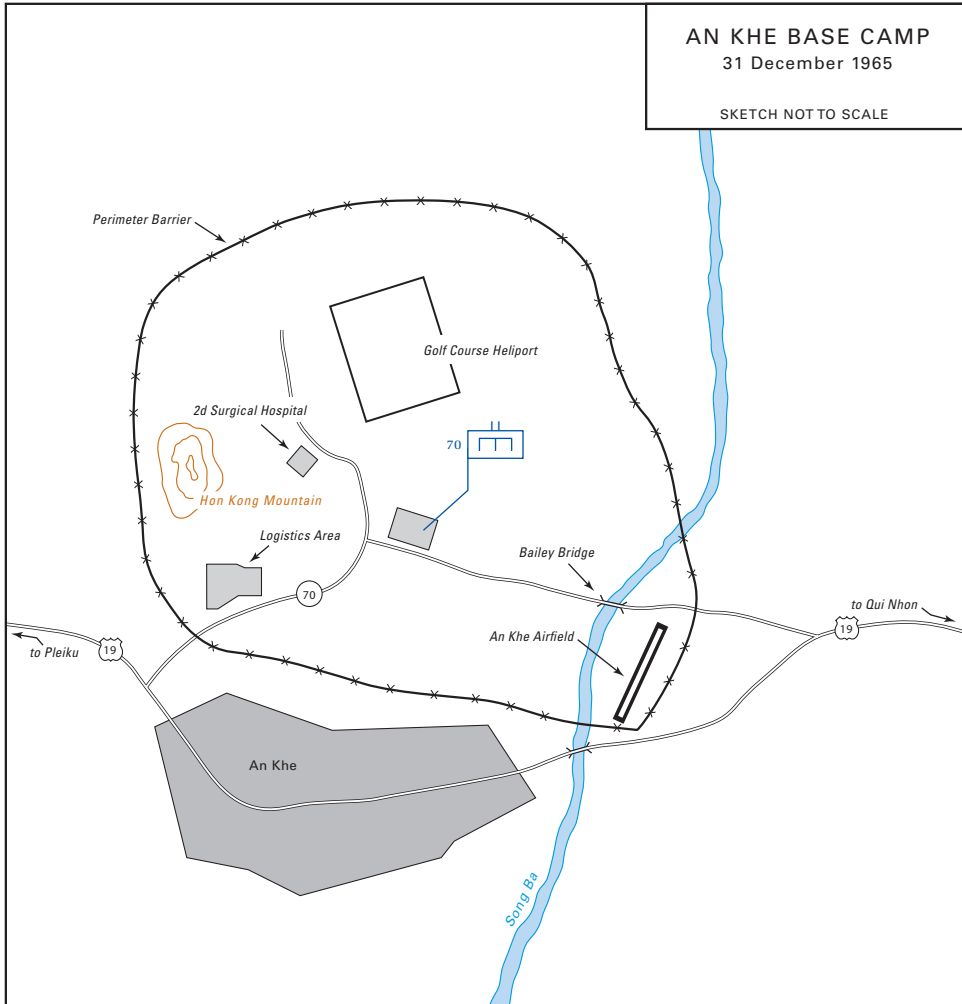 AN KHE BASE CAMP
31 December 1965
SKETCH NOT TO SCALE
Perimeter Barrier
Golf Course Heliport
2d Surgical Hospital
70
Hon Kong Mountain
Logistics Area
Bailey Bridge
70
to Qui Nhon
19
An Khe Airfield
19
to Pleiku
An Khe
Song Ba